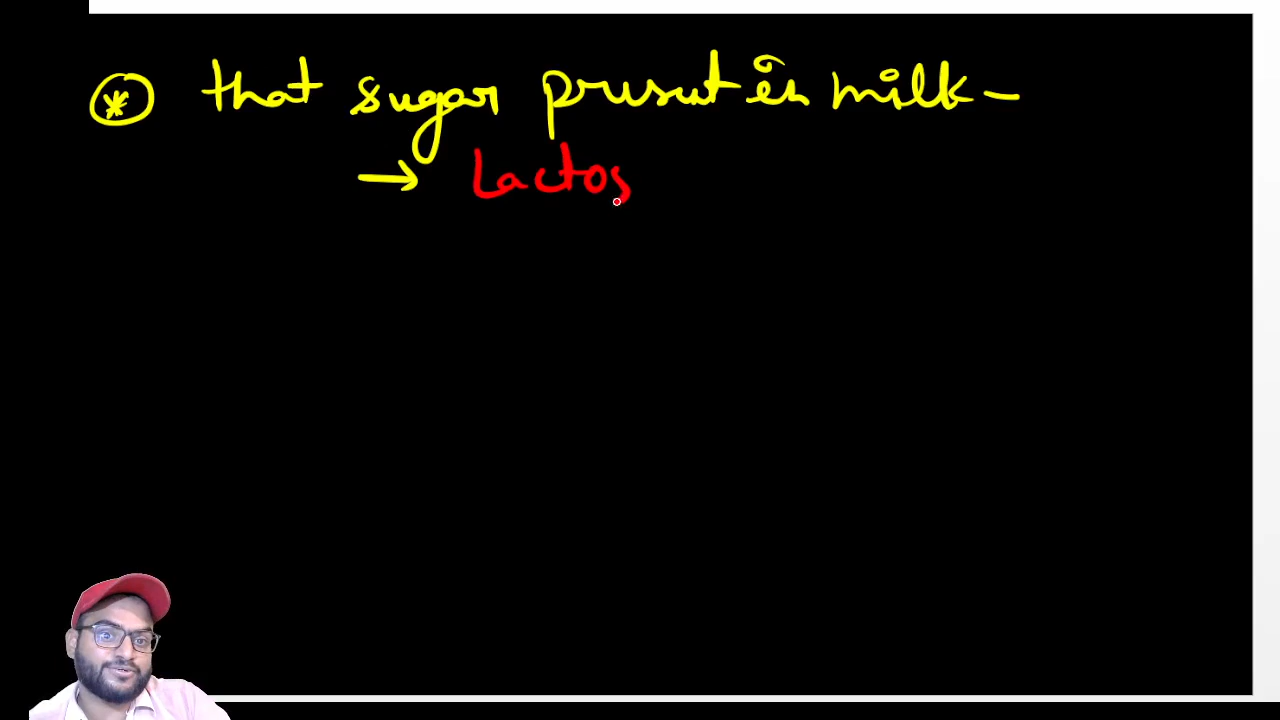 * that sugar present in milk -
→ Lactos